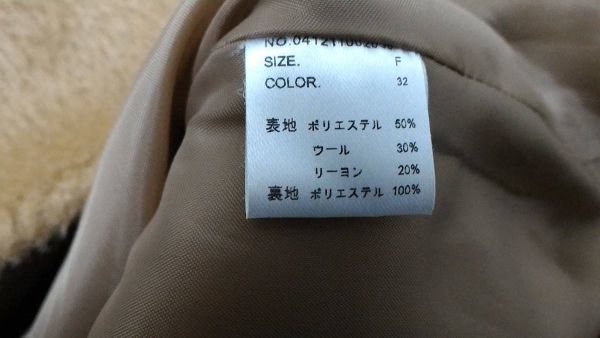 SIZE. F
COLOR. 32
表地 ポリエステル 50%
ウール 30%
リーヨン 20%
裏地 ポリエステル 100%